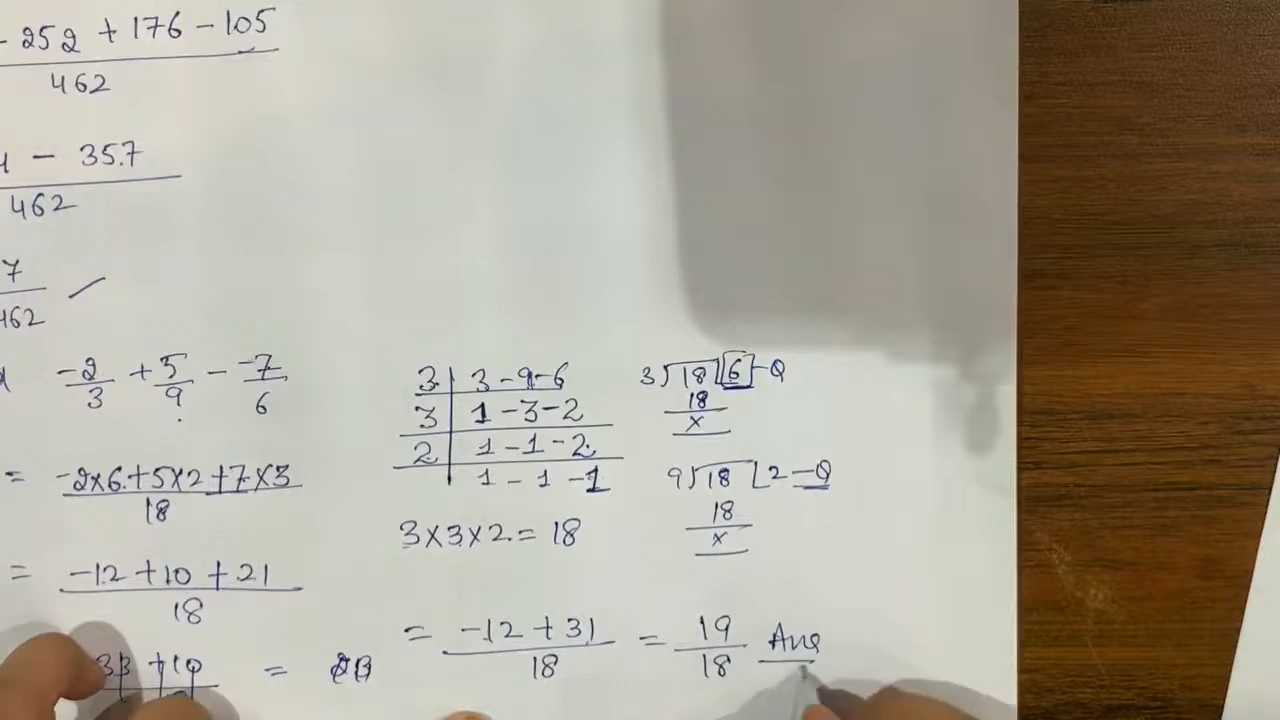 - 252 + 176 - 105
462
- 357
462
7
462
-2/3 + 5/9 - -7/6
= -2×6+5×2+7×3
18
= -12 + 10 + 21
18
33 + 10 =
3 | 3 - 9 - 6
3 | 1 - 3 - 2
2 | 1 - 1 - 2
1 - 1 - 1
3 × 3 × 2 = 18
3 ) 18 ( 6 - Q
18
×
9 ) 18 ( 2 - Q
18
×
= -12 + 31 / 18 = 19 / 18 Ans